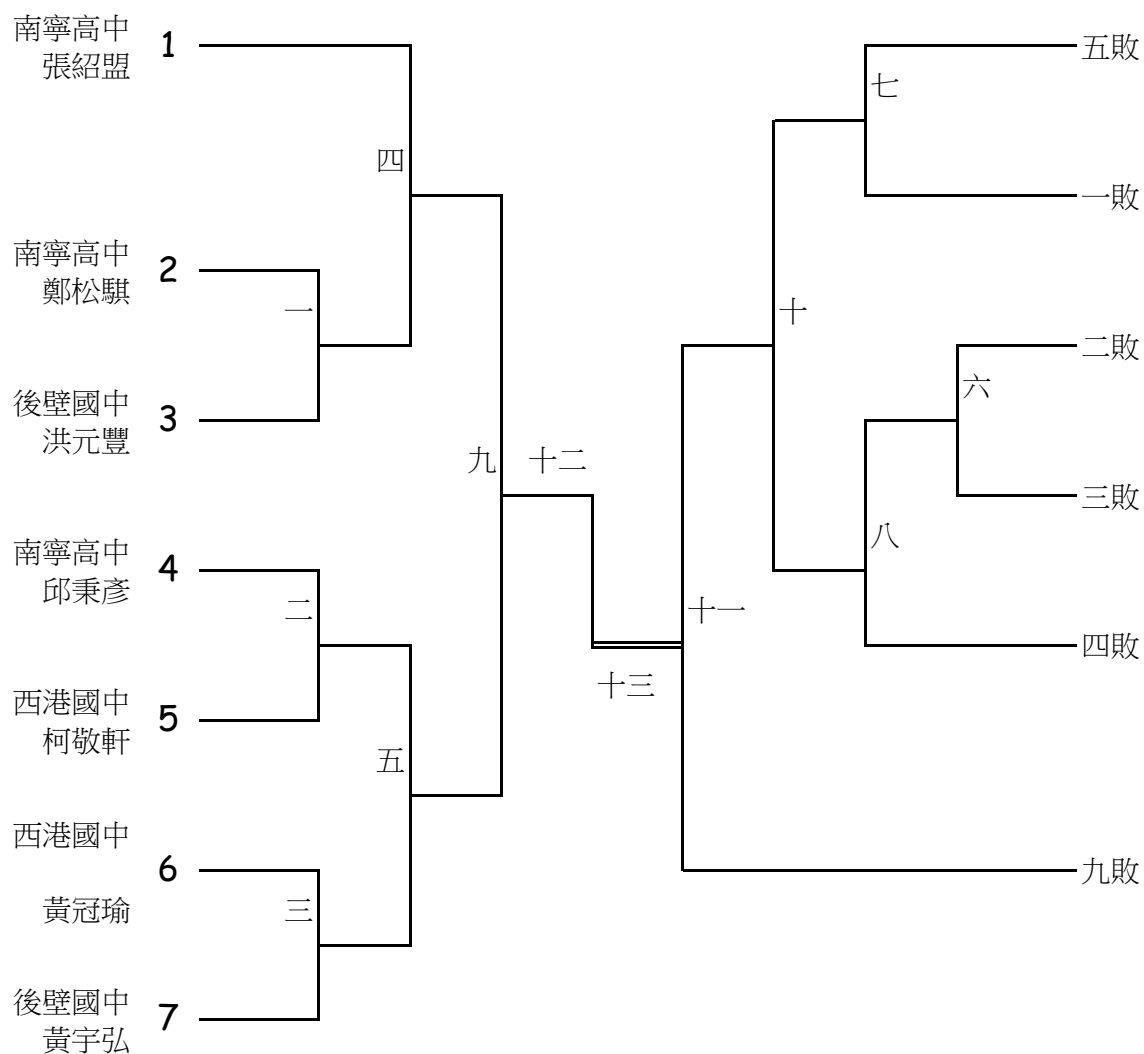 南寧高中
張紹盟
1
五敗
七
四
一敗
南寧高中
鄭松騏
2
一
十
二敗
後壁國中
洪元豐
3
六
九
十二
三敗
南寧高中
邱秉彥
4
八
二
十一
四敗
十三
西港國中
柯敬軒
5
五
西港國中
黃冠瑜
6
九敗
三
後壁國中
黃宇弘
7